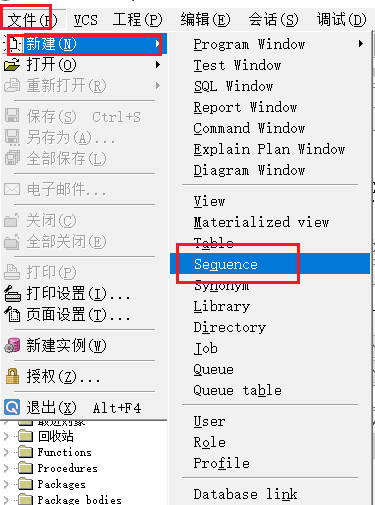 文件(F) VCS 工程(P) 编辑(E) 会话(S) 调试(D)
新建(N)
打开(O)
重新打开(R)
保存(S) Ctrl+S
另存为(A)...
全部保存(L)
电子邮件...
关闭(C)
全部关闭(E)
打印(P)
打印设置(I)...
页面设置(T)...
新建实例(W)
授权(Z)...
退出(X) Alt+F4
Program Window
Test Window
SQL Window
Report Window
Command Window
Explain Plan Window
Diagram Window
View
Materialized view
Table
Sequence
Synonym
Library
Directory
Job
Queue
Queue table
User
Role
Profile
Database link
最近对象
回收站
Functions
Procedures
Packages
Package bodies